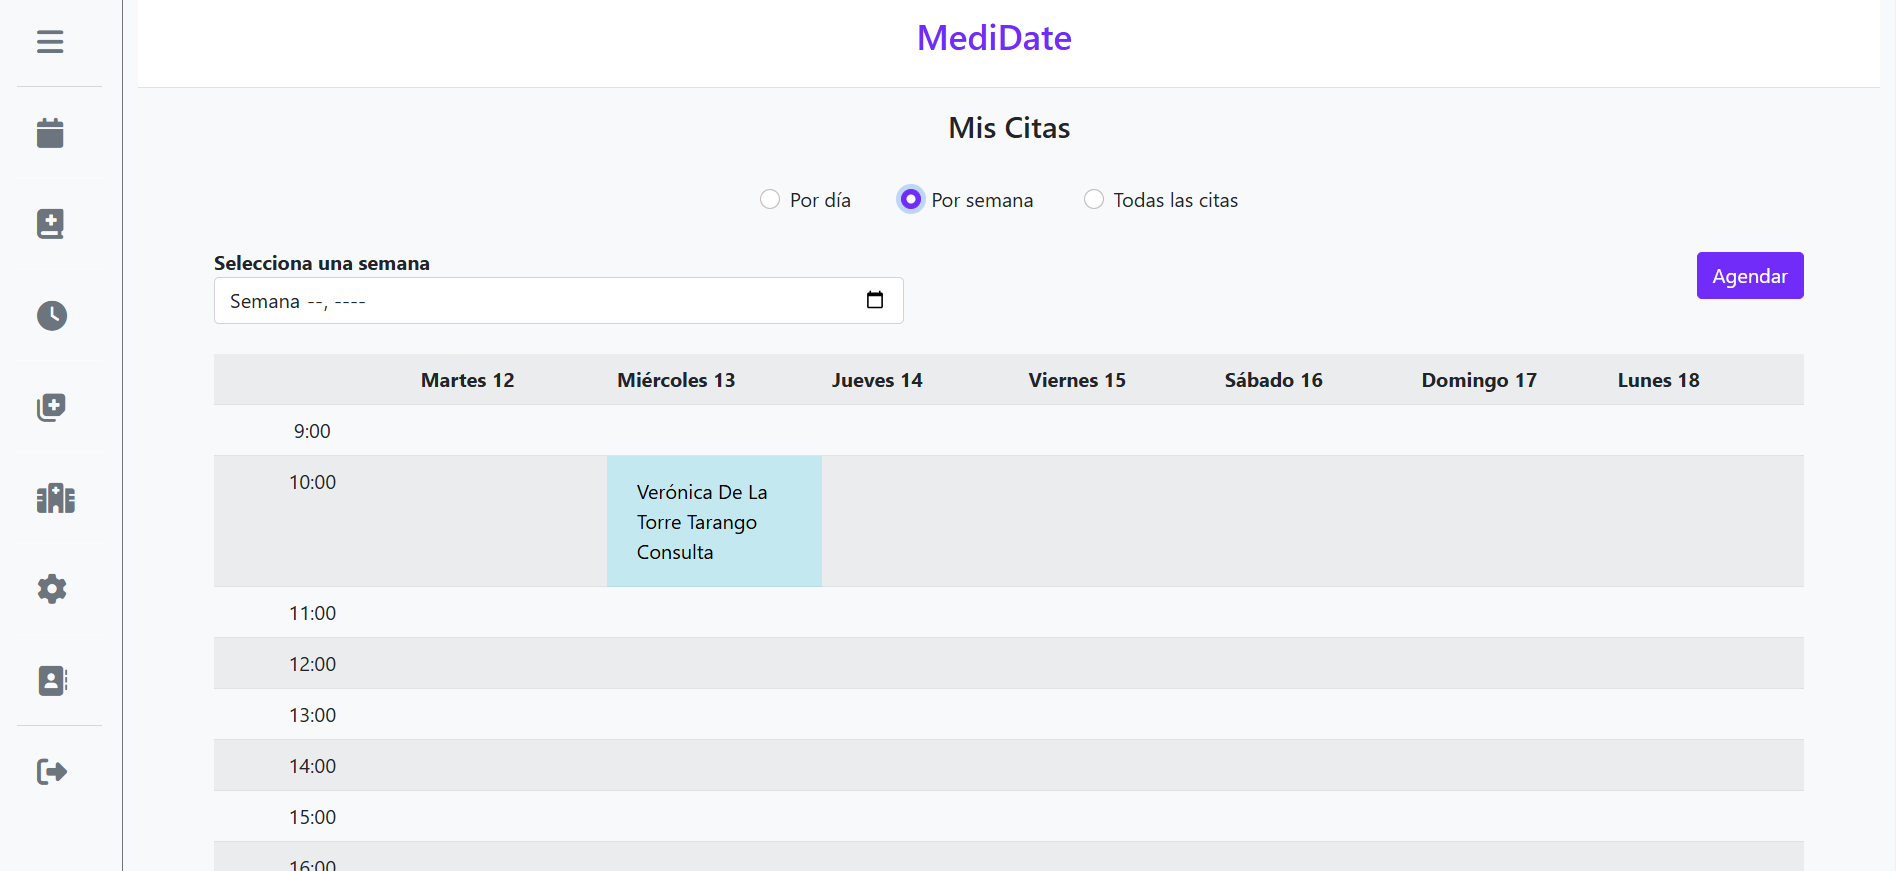 MediDate
Mis Citas
Por día Por semana Todas las citas
Selecciona una semana
Agendar
Semana --, ----
Martes 12 Miércoles 13 Jueves 14 Viernes 15 Sábado 16 Domingo 17 Lunes 18
9:00
10:00
Verónica De La
Torre Tarango
Consulta
11:00
12:00
13:00
14:00
15:00
16:00